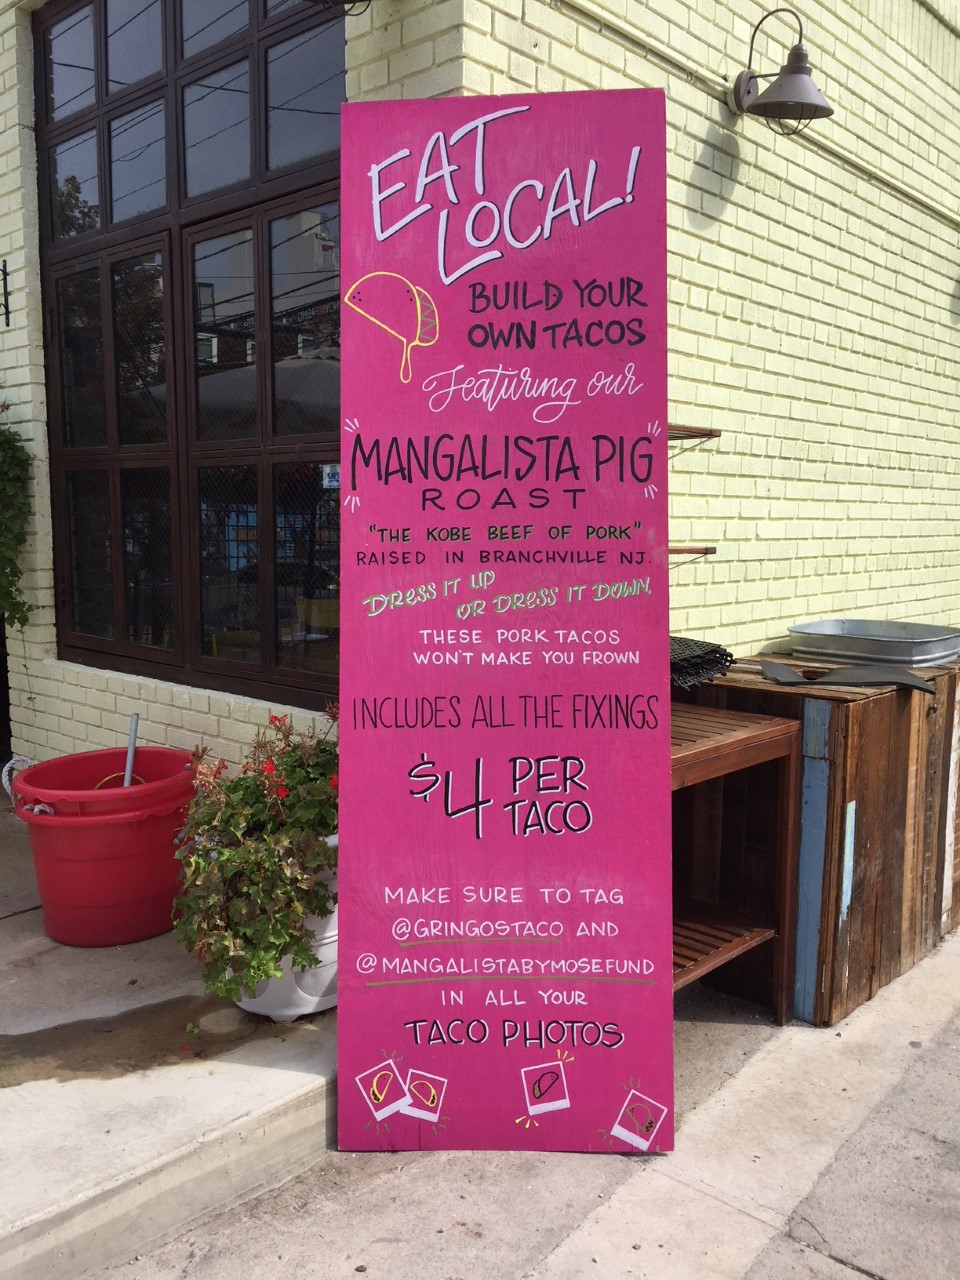 EAT
LOCAL!
BUILD YOUR
OWN TACOS
Featuring our
MANGALISTA PIG
ROAST
"THE KOBE BEEF OF PORK"
RAISED IN BRANCHVILLE NJ.
DRESS IT UP
OR DRESS IT DOWN,
THESE PORK TACOS
WON'T MAKE YOU FROWN
INCLUDES ALL THE FIXINGS
$4 PER
TACO
MAKE SURE TO TAG
@GRINGOSTACO AND
@MANGALISTABYMOSEFUND
IN ALL YOUR
TACO PHOTOS